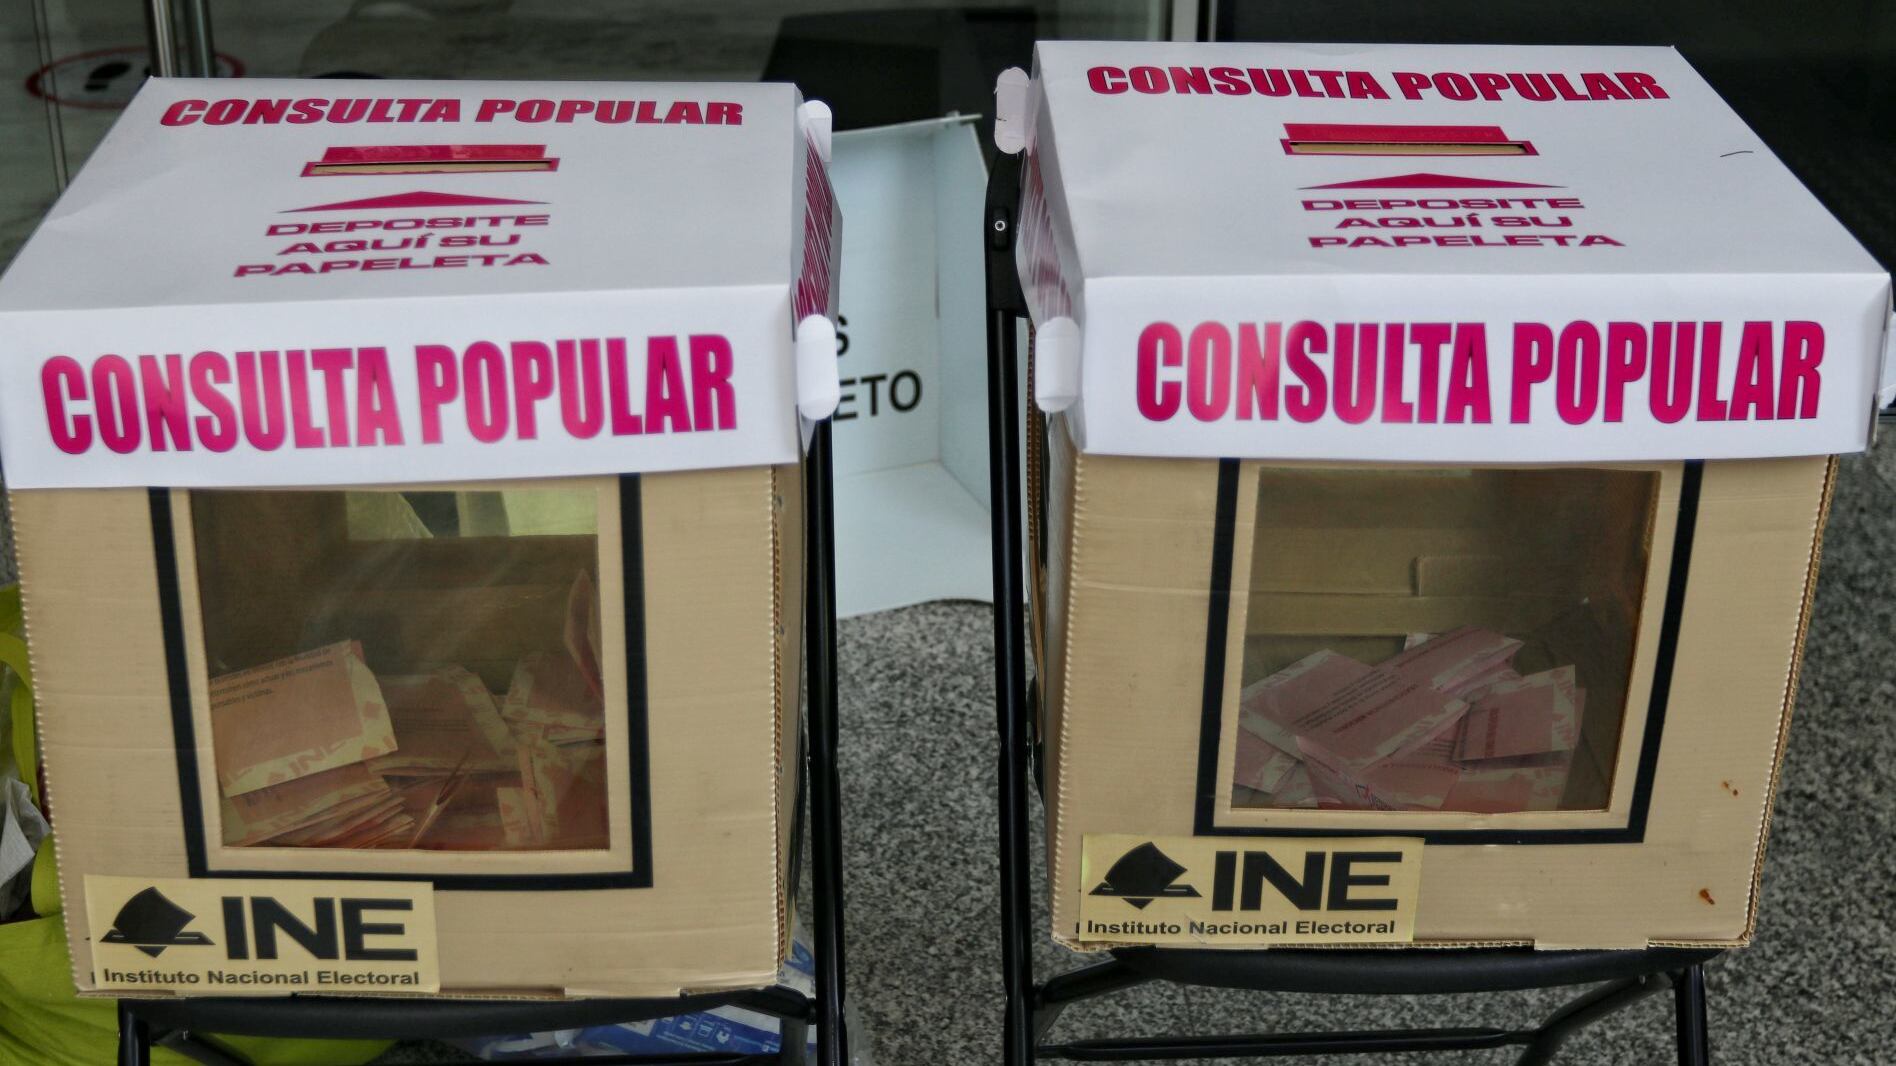 CONSULTA POPULAR
DEPOSITE
AQUÍ SU
PAPELETA
CONSULTA POPULAR
INE
Instituto Nacional Electoral
S
ETO
CONSULTA POPULAR
DEPOSITE
AQUÍ SU
PAPELETA
CONSULTA POPULAR
INE
Instituto Nacional Electoral